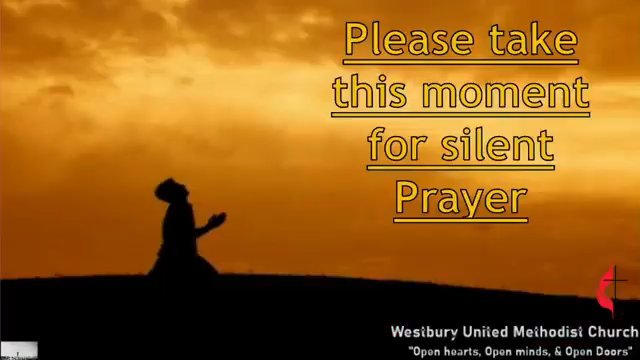 Please take
this moment
for silent
Prayer
Westbury United Methodist Church
"Open hearts, Open minds, & Open Doors"